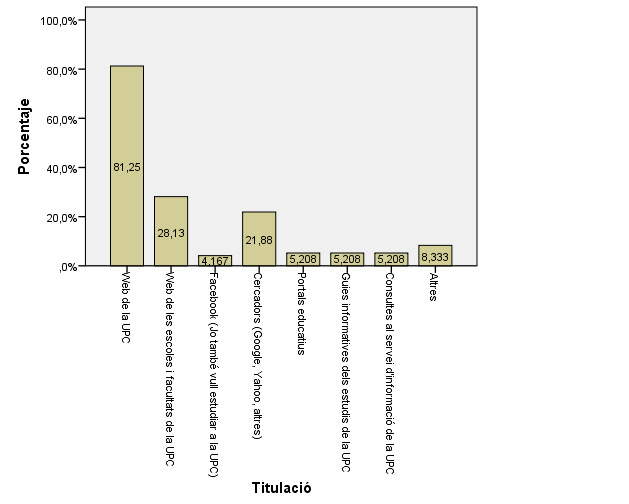 100,0%
80,0%
60,0%
40,0%
20,0%
,0%
Porcentaje
81,25
28,13
4,167
21,88
5,208
5,208
5,208
8,333
Web de la UPC
Web de les escoles i facultats de la UPC
Facebook (Jo també vull estudiar a la UPC)
Cercadors (Google, Yahoo, altres)
Portals educatius
Guies informatives dels estudis de la UPC
Consultes al servei d'informació de la UPC
Altres
Titulació